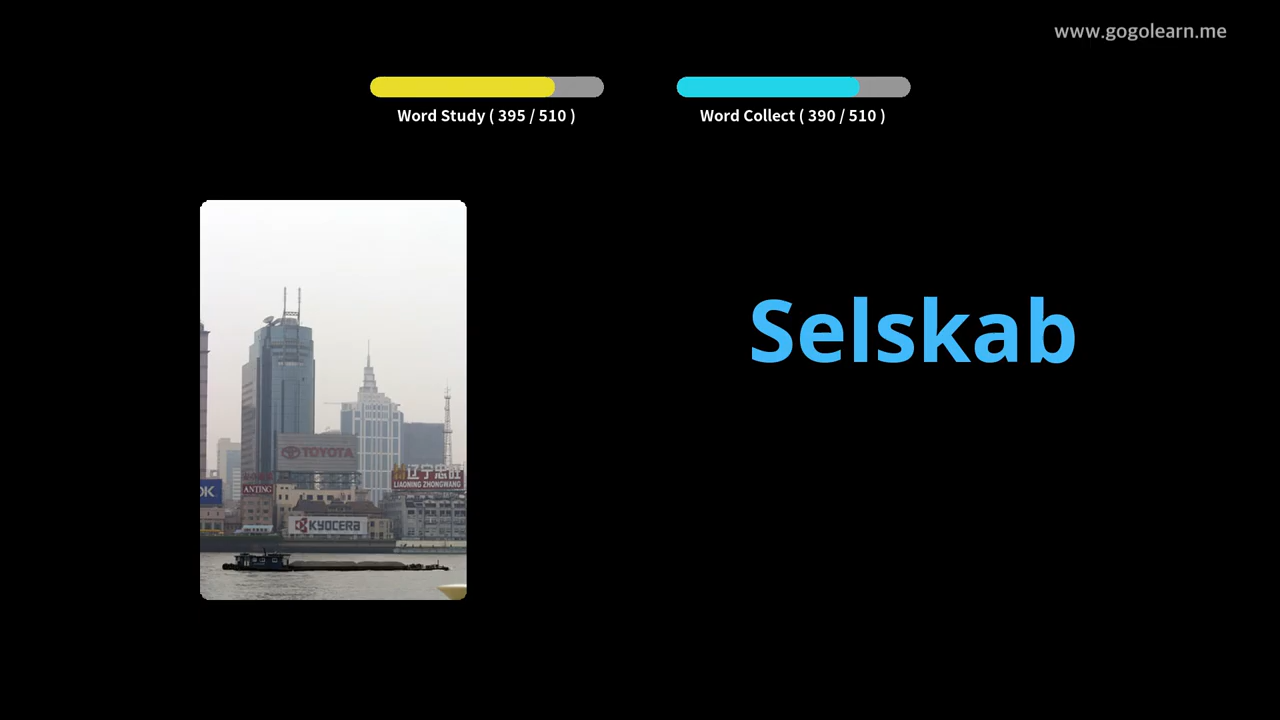 www.gogolearn.me
Word Study ( 395 / 510 )
Word Collect ( 390 / 510 )
Selskab
TOYOTA
辽宁忠旺
LIAONING ZHONGWANG
OK
ANTING
KYOCERA